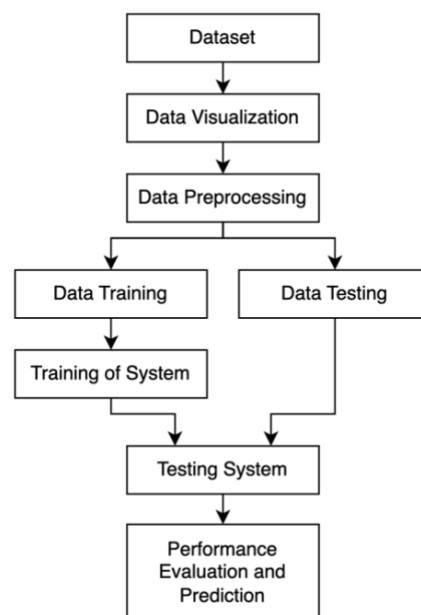 Dataset
Data Visualization
Data Preprocessing
Data Training
Data Testing
Training of System
Testing System
Performance
Evaluation and
Prediction